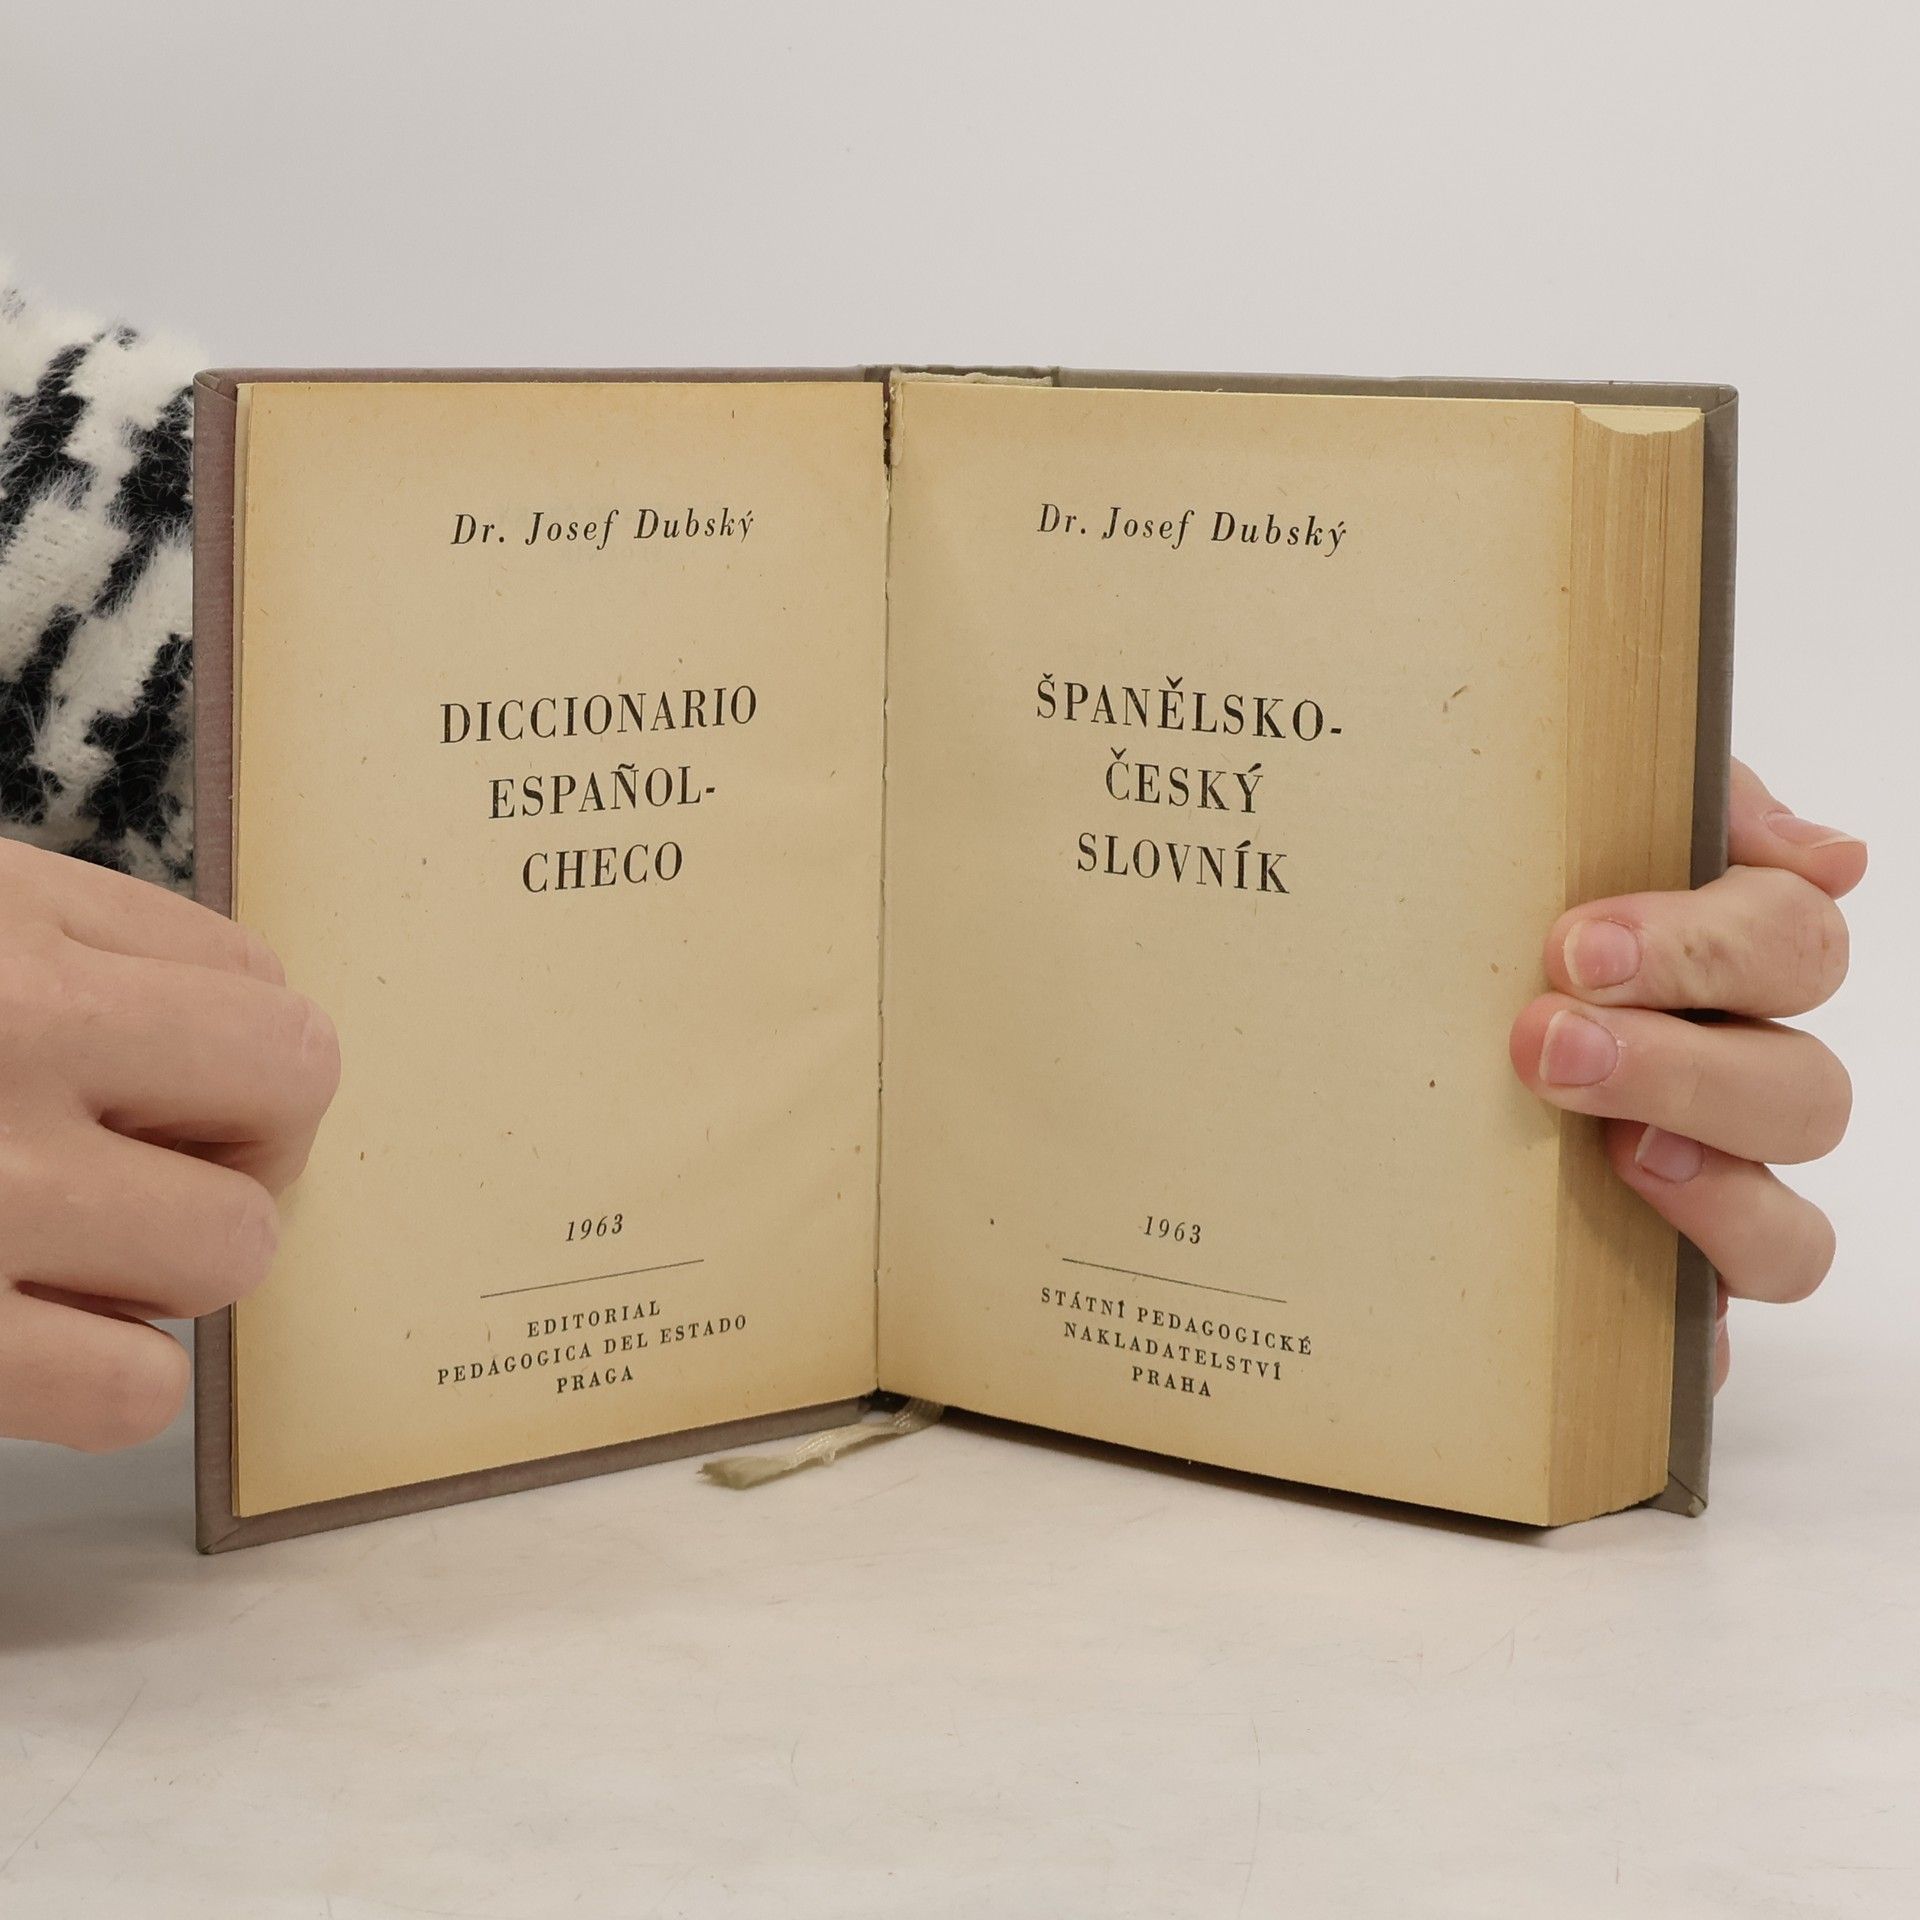 Dr. Josef Dubský
DICCIONARIO
ESPAÑOL-
CHECO
1963
EDITORIAL
PEDAGOGICA DEL ESTADO
PRAGA
Dr. Josef Dubský
ŠPANĚLSKO-
ČESKÝ
SLOVNÍK
1963
STÁTNÍ PEDAGOGICKÉ
NAKLADATELSTVÍ
PRAHA